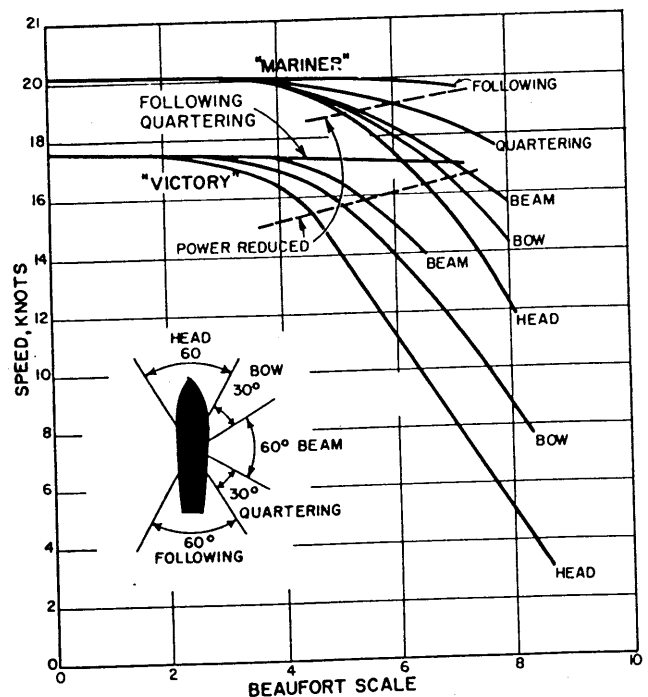 21
20
18
16
14
12
10
8
6
4
2
0
SPEED, KNOTS
"MARINER"
FOLLOWING
FOLLOWING
QUARTERING
QUARTERING
"VICTORY"
BEAM
BOW
POWER REDUCED
BEAM
HEAD
HEAD
60
BOW
30°
60° BEAM
30°
QUARTERING
60°
FOLLOWING
BOW
HEAD
0
2
4
6
8
10
BEAUFORT SCALE